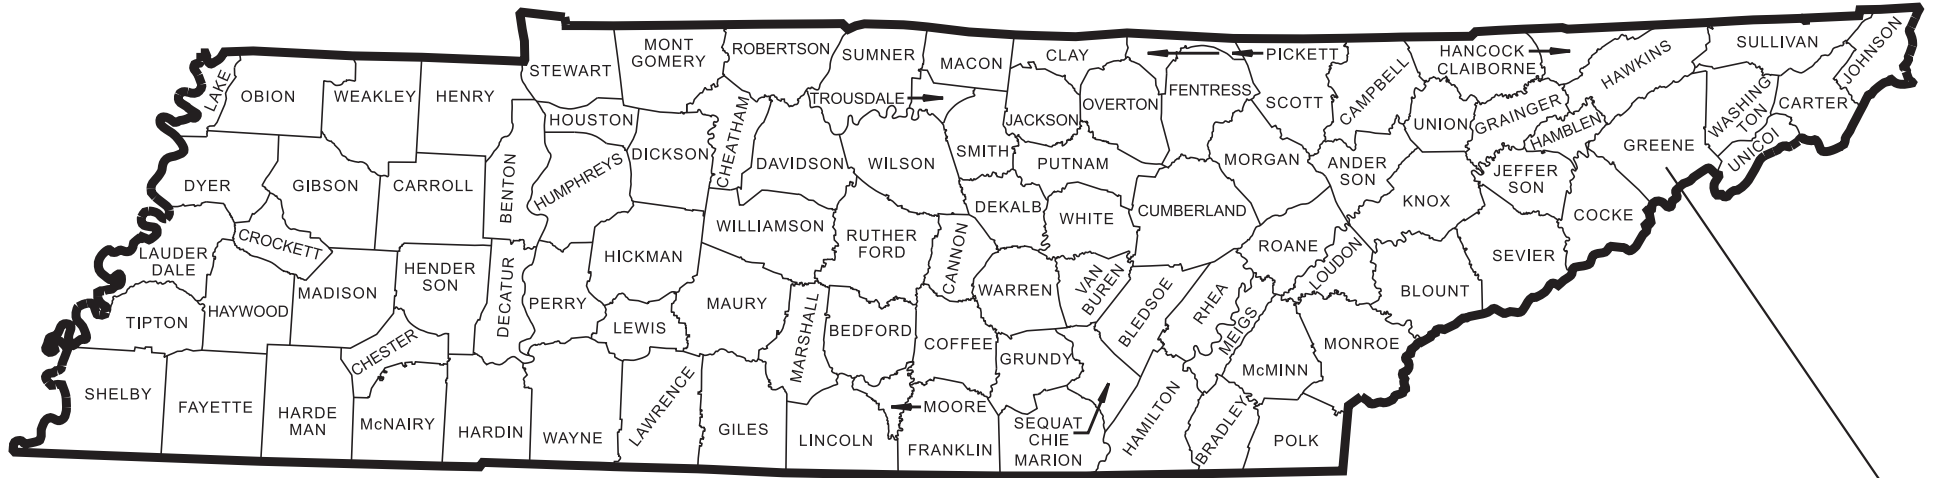 LAKE
OBION
WEAKLEY
HENRY
STEWART
MONT
GOMERY
ROBERTSON
SUMNER
MACON
CLAY
PICKETT
HANCOCK
CLAIBORNE
HAWKINS
SULLIVAN
JOHNSON
TROUSDALE
JACKSON
OVERTON
FENTRESS
SCOTT
CAMPBELL
UNION
GRAINGER
HAMBLEN
GREENE
WASHING
TON
CARTER
UNICOI
HOUSTON
DICKSON
CHEATHAM
DAVIDSON
WILSON
SMITH
PUTNAM
MORGAN
ANDER
SON
KNOX
JEFFER
SON
COCKE
DYER
GIBSON
CARROLL
BENTON
HUMPHREYS
WILLIAMSON
RUTHER
FORD
CANNON
DEKALB
WHITE
CUMBERLAND
ROANE
LOUDON
BLOUNT
SEVIER
LAUDER
DALE
CROCKETT
HAYWOOD
MADISON
HENDER
SON
DECATUR
PERRY
HICKMAN
LEWIS
MAURY
MARSHALL
BEDFORD
COFFEE
WARREN
VAN
BUREN
BLEDSOE
RHEA
MEIGS
McMINN
MONROE
TIPTON
SHELBY
FAYETTE
HARDE
MAN
CHESTER
McNAIRY
HARDIN
WAYNE
LAWRENCE
GILES
LINCOLN
MOORE
FRANKLIN
GRUNDY
SEQUAT
CHIE
MARION
HAMILTON
BRADLEY
POLK